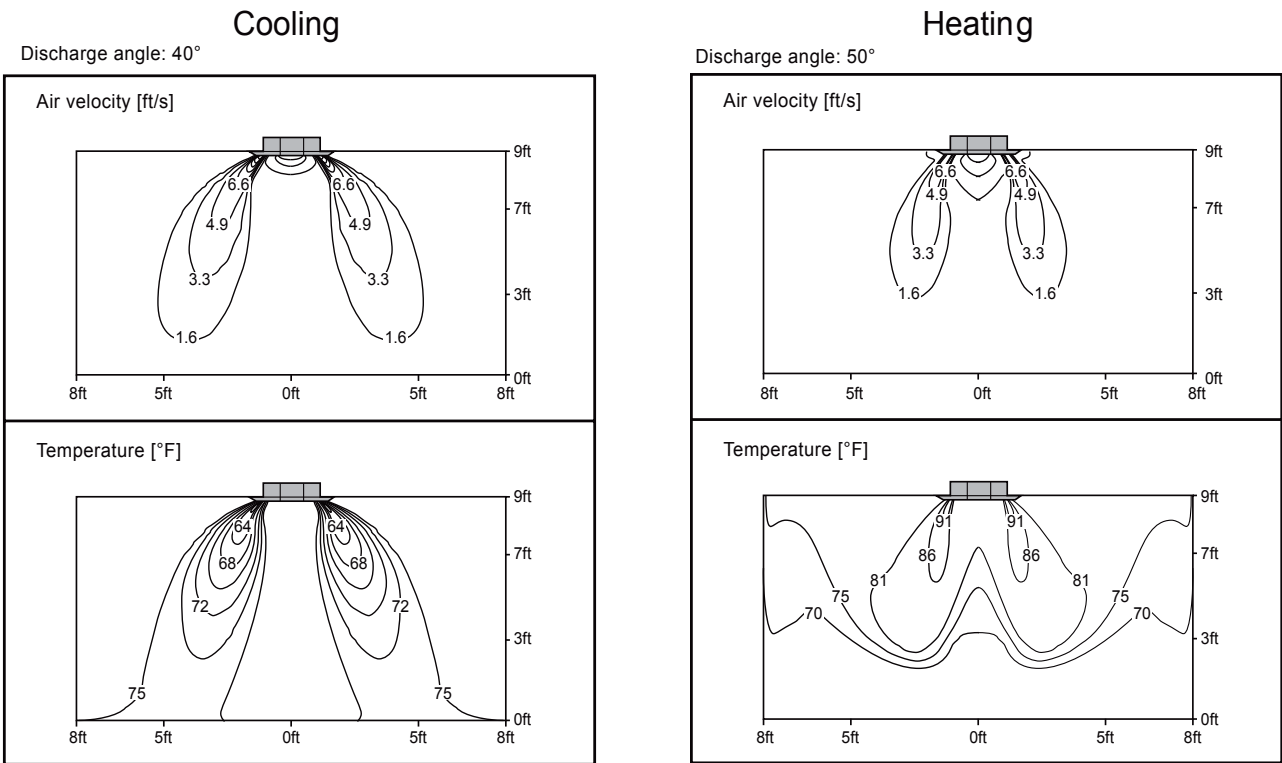 Cooling
Discharge angle: 40°
Air velocity [ft/s]
9ft
6.6 6.6
7ft
4.9 4.9
3.3 3.3
3ft
1.6 1.6
0ft
8ft 5ft 0ft 5ft 8ft
Temperature [°F]
9ft
64 64
7ft
68 68
72 72
3ft
75 75
0ft
8ft 5ft 0ft 5ft 8ft
Heating
Discharge angle: 50°
Air velocity [ft/s]
9ft
6.6 6.6
4.9 4.9
7ft
3.3 3.3
1.6 1.6
3ft
0ft
8ft 5ft 0ft 5ft 8ft
Temperature [°F]
9ft
91 91
86 86
7ft
81 81
75 75
70 70
3ft
0ft
8ft 5ft 0ft 5ft 8ft